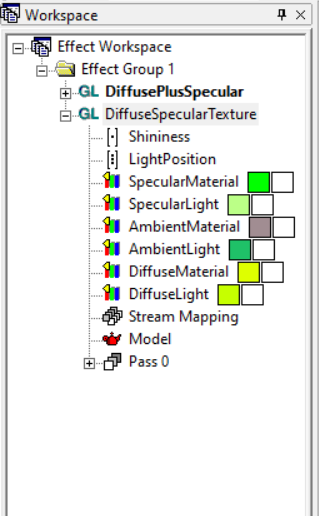 Workspace
Effect Workspace
Effect Group 1
GL DiffusePlusSpecular
GL DiffuseSpecularTexture
Shininess
LightPosition
SpecularMaterial
SpecularLight
AmbientMaterial
AmbientLight
DiffuseMaterial
DiffuseLight
Stream Mapping
Model
Pass 0